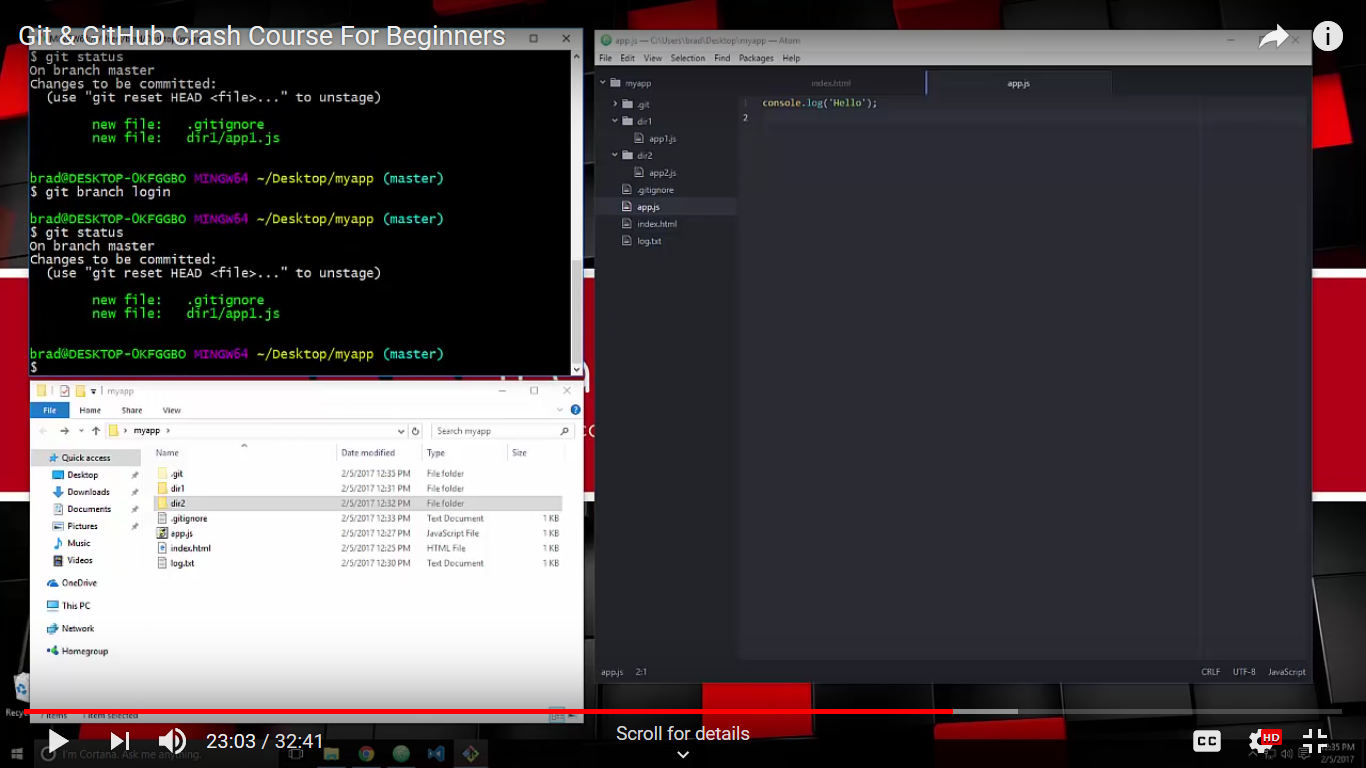 Git & GitHub Crash Course For Beginners
$ git status
On branch master
Changes to be committed:
(use "git reset HEAD <file>..." to unstage)
new file:   .gitignore
new file:   dir1/app1.js
brad@DESKTOP-0KFGGBO MINGW64 ~/Desktop/myapp (master)
$ git branch login
brad@DESKTOP-0KFGGBO MINGW64 ~/Desktop/myapp (master)
$ git status
On branch master
Changes to be committed:
(use "git reset HEAD <file>..." to unstage)
new file:   .gitignore
new file:   dir1/app1.js
brad@DESKTOP-0KFGGBO MINGW64 ~/Desktop/myapp (master)
$
app.js — C:\Users\brad\Desktop\myapp — Atom
File Edit View Selection Find Packages Help
myapp
.git
dir1
app1.js
dir2
app2.js
.gitignore
app.js
index.html
log.txt
index.html app.js
1 console.log('Hello');
2
app.js 2:1 CRLF UTF-8 JavaScript
myapp
File Home Share View
myapp Search myapp
Quick access
Desktop
Downloads
Documents
Pictures
Music
Videos
OneDrive
This PC
Network
Homegroup
Name Date modified Type Size
.git 2/5/2017 12:35 PM File folder
dir1 2/5/2017 12:31 PM File folder
dir2 2/5/2017 12:32 PM File folder
.gitignore 2/5/2017 12:33 PM Text Document 1 KB
app.js 2/5/2017 12:27 PM JavaScript File 1 KB
index.html 2/5/2017 12:25 PM HTML File 1 KB
log.txt 2/5/2017 12:30 PM Text Document 1 KB
7 items 1 item selected
23:03 / 32:41
Scroll for details
CC
HD
I'm Cortana. Ask me anything.
2/5/2017